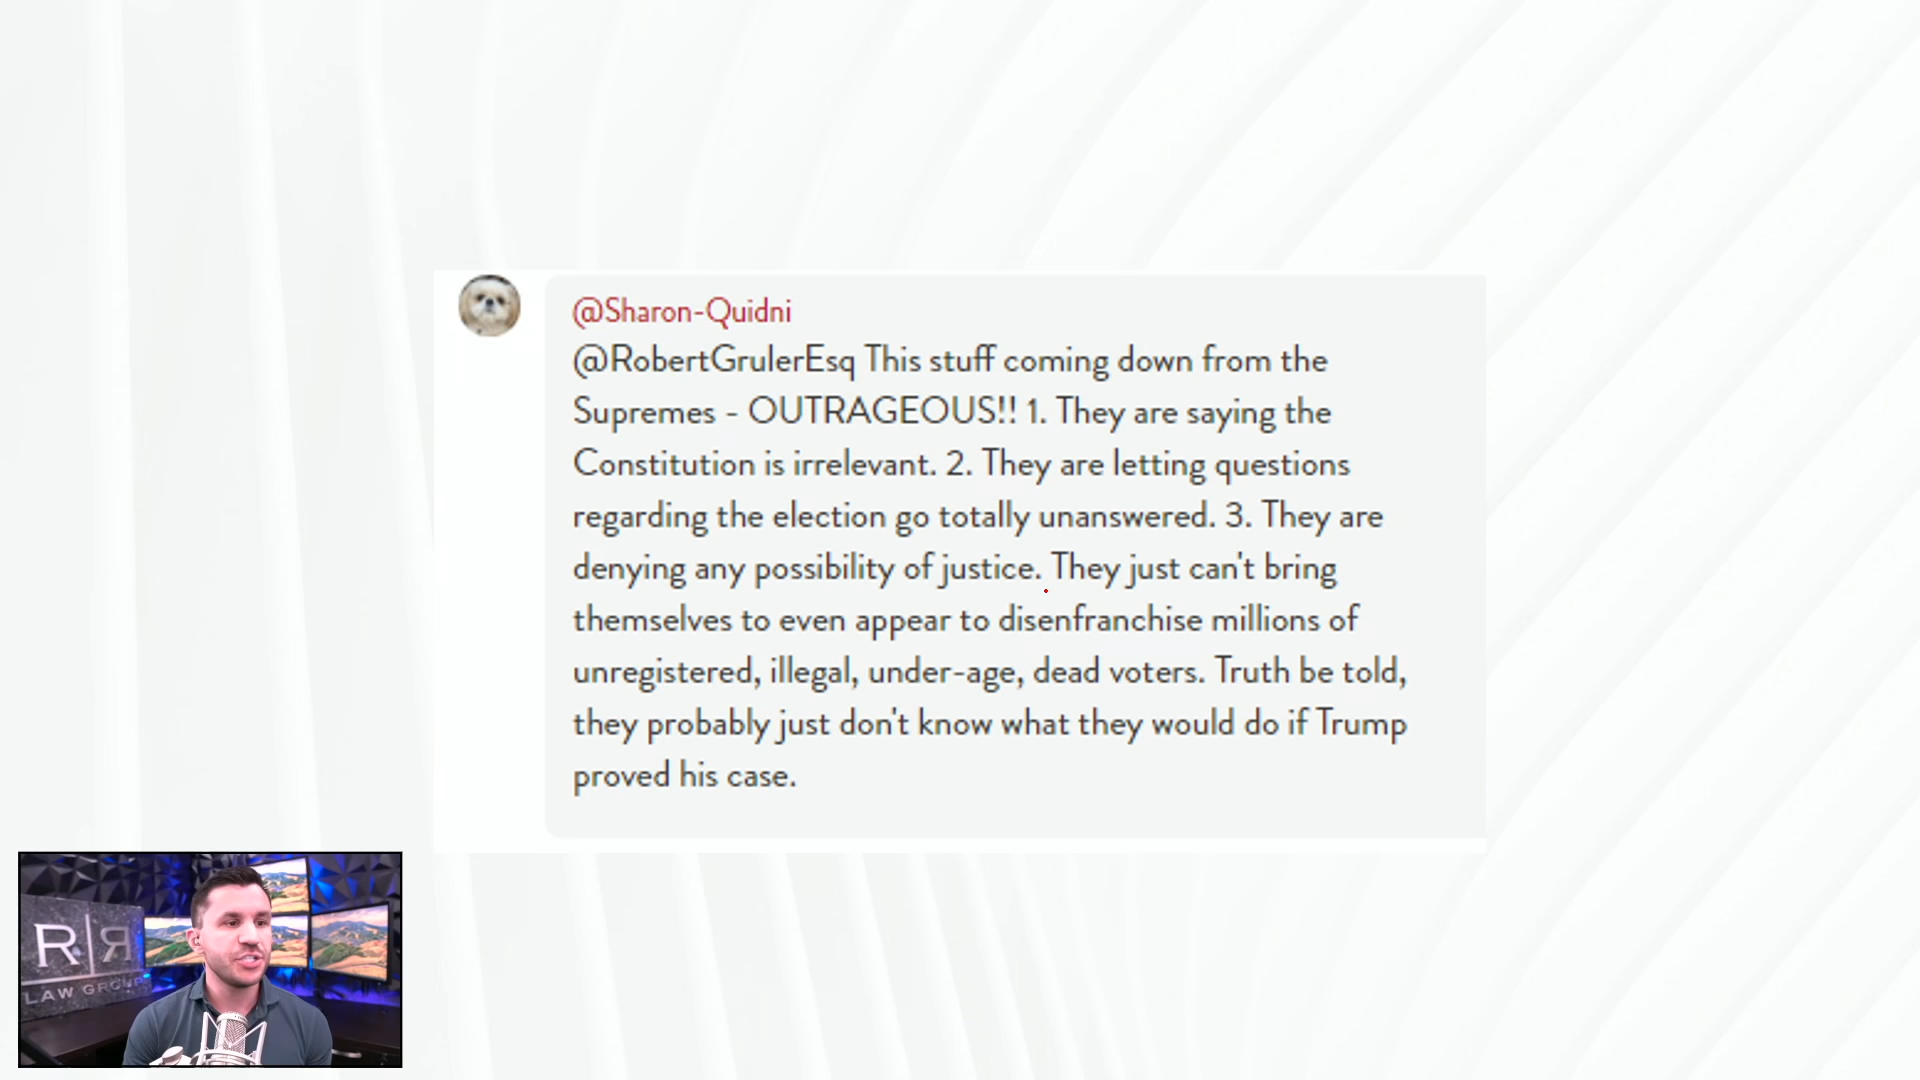 @Sharon-Quidni
@RobertGrulerEsq This stuff coming down from the
Supremes - OUTRAGEOUS!! 1. They are saying the
Constitution is irrelevant. 2. They are letting questions
regarding the election go totally unanswered. 3. They are
denying any possibility of justice. They just can't bring
themselves to even appear to disenfranchise millions of
unregistered, illegal, under-age, dead voters. Truth be told,
they probably just don't know what they would do if Trump
proved his case.
R|Я
LAW GROUP